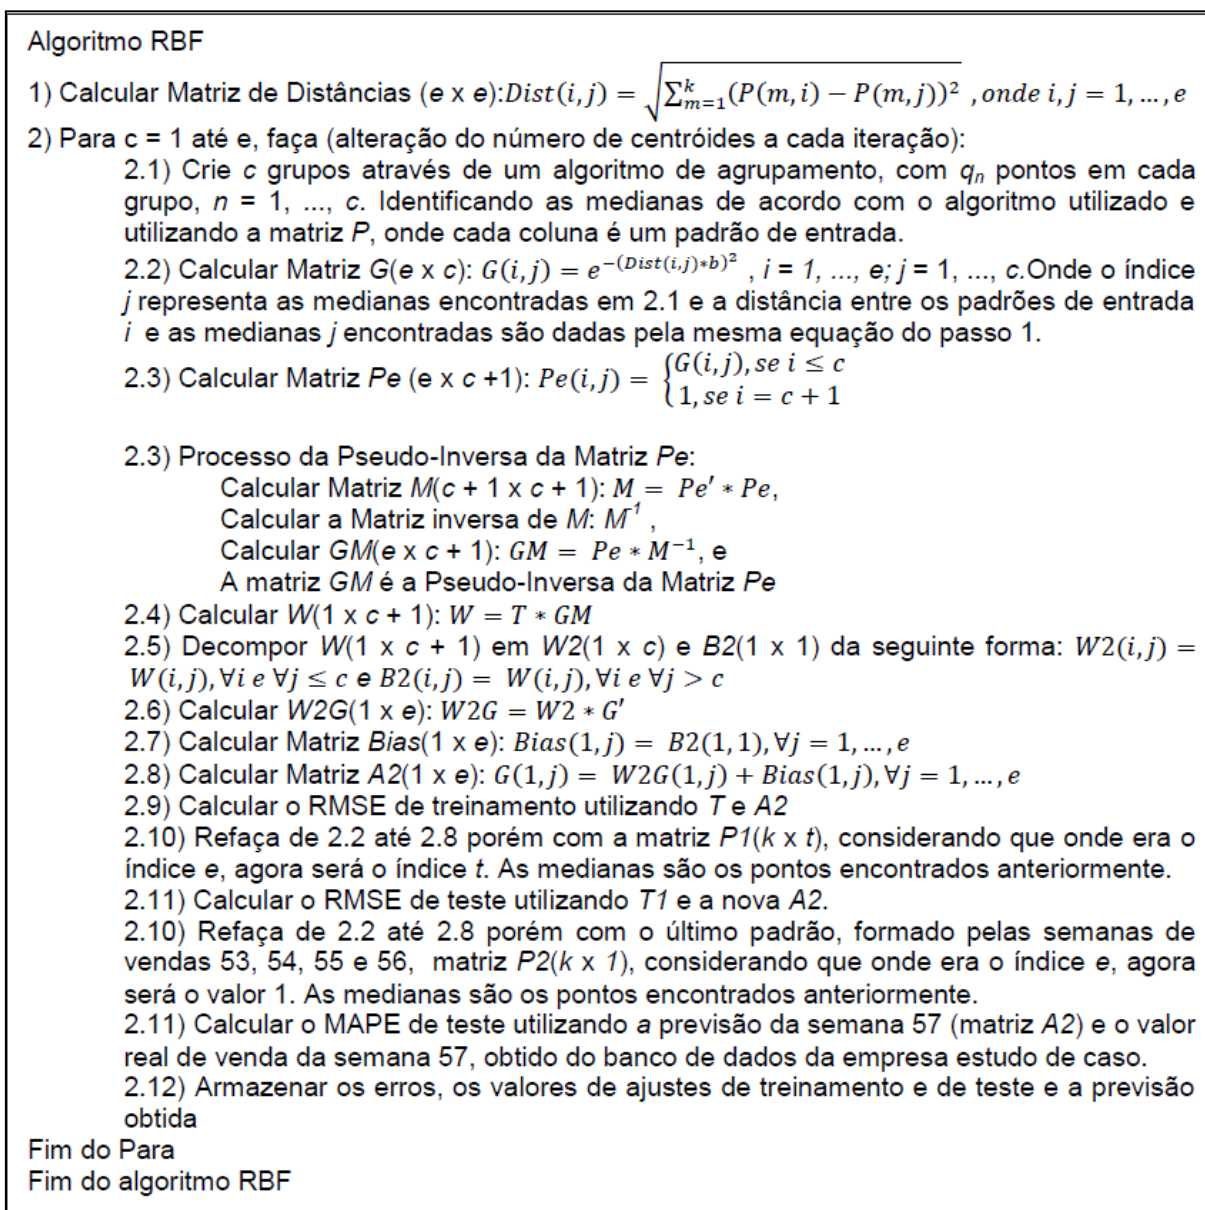 Algoritmo RBF
1) Calcular Matriz de Distâncias (e x e):Dist(i,j) = √∑ᵏₘ₌₁(P(m,i) − P(m,j))² ,onde i,j = 1,...,e
2) Para c = 1 até e, faça (alteração do número de centróides a cada iteração):
2.1) Crie c grupos através de um algoritmo de agrupamento, com qₙ pontos em cada
grupo, n = 1, ..., c. Identificando as medianas de acordo com o algoritmo utilizado e
utilizando a matriz P, onde cada coluna é um padrão de entrada.
2.2) Calcular Matriz G(e x c): G(i,j) = e^−(Dist(i,j)*b)² , i = 1, ..., e; j = 1, ..., c.Onde o índice
j representa as medianas encontradas em 2.1 e a distância entre os padrões de entrada
i e as medianas j encontradas são dadas pela mesma equação do passo 1.
2.3) Calcular Matriz Pe (e x c +1): Pe(i,j) = {G(i,j),se i ≤ c
1,se i = c + 1
2.3) Processo da Pseudo-Inversa da Matriz Pe:
Calcular Matriz M(c + 1 x c + 1): M = Pe′ * Pe,
Calcular a Matriz inversa de M: M⁻¹ ,
Calcular GM(e x c + 1): GM = Pe * M⁻¹, e
A matriz GM é a Pseudo-Inversa da Matriz Pe
2.4) Calcular W(1 x c + 1): W = T * GM
2.5) Decompor W(1 x c + 1) em W2(1 x c) e B2(1 x 1) da seguinte forma: W2(i,j) =
W(i,j),∀i e ∀j ≤ c e B2(i,j) = W(i,j),∀i e ∀j > c
2.6) Calcular W2G(1 x e): W2G = W2 * G′
2.7) Calcular Matriz Bias(1 x e): Bias(1,j) = B2(1,1),∀j = 1,...,e
2.8) Calcular Matriz A2(1 x e): G(1,j) = W2G(1,j) + Bias(1,j),∀j = 1,...,e
2.9) Calcular o RMSE de treinamento utilizando T e A2
2.10) Refaça de 2.2 até 2.8 porém com a matriz P1(k x t), considerando que onde era o
índice e, agora será o índice t. As medianas são os pontos encontrados anteriormente.
2.11) Calcular o RMSE de teste utilizando T1 e a nova A2.
2.10) Refaça de 2.2 até 2.8 porém com o último padrão, formado pelas semanas de
vendas 53, 54, 55 e 56, matriz P2(k x 1), considerando que onde era o índice e, agora
será o valor 1. As medianas são os pontos encontrados anteriormente.
2.11) Calcular o MAPE de teste utilizando a previsão da semana 57 (matriz A2) e o valor
real de venda da semana 57, obtido do banco de dados da empresa estudo de caso.
2.12) Armazenar os erros, os valores de ajustes de treinamento e de teste e a previsão
obtida
Fim do Para
Fim do algoritmo RBF